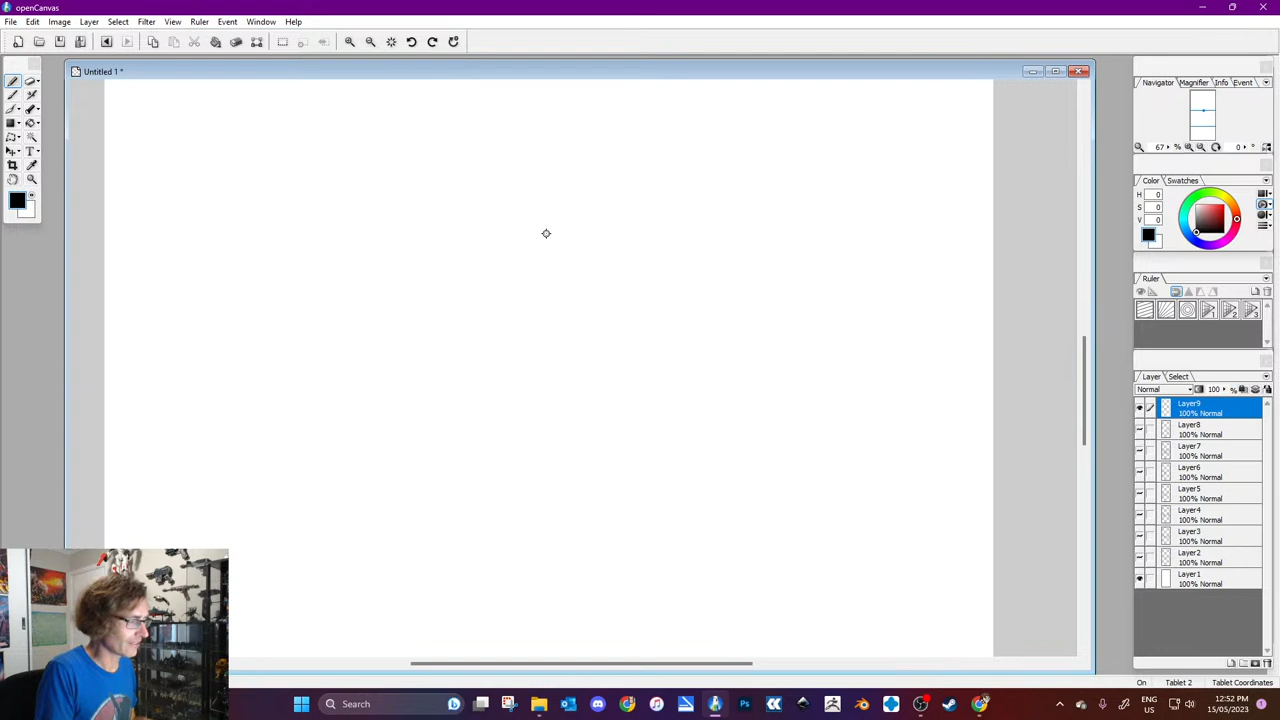 openCanvas
File Edit Image Layer Select Filter View Ruler Event Window Help
Untitled 1 *
Navigator Magnifier Info Event
67 % 0 °
Color Swatches
H 0
S 0
V 0
Ruler
1 2 3
Layer Select
Normal 100 %
Layer9
100% Normal
Layer8
100% Normal
Layer7
100% Normal
Layer6
100% Normal
Layer5
100% Normal
Layer4
100% Normal
Layer3
100% Normal
Layer2
100% Normal
Layer1
100% Normal
On Tablet 2 Tablet Coordinates
Search
ENG
US
12:52 PM
15/05/2023